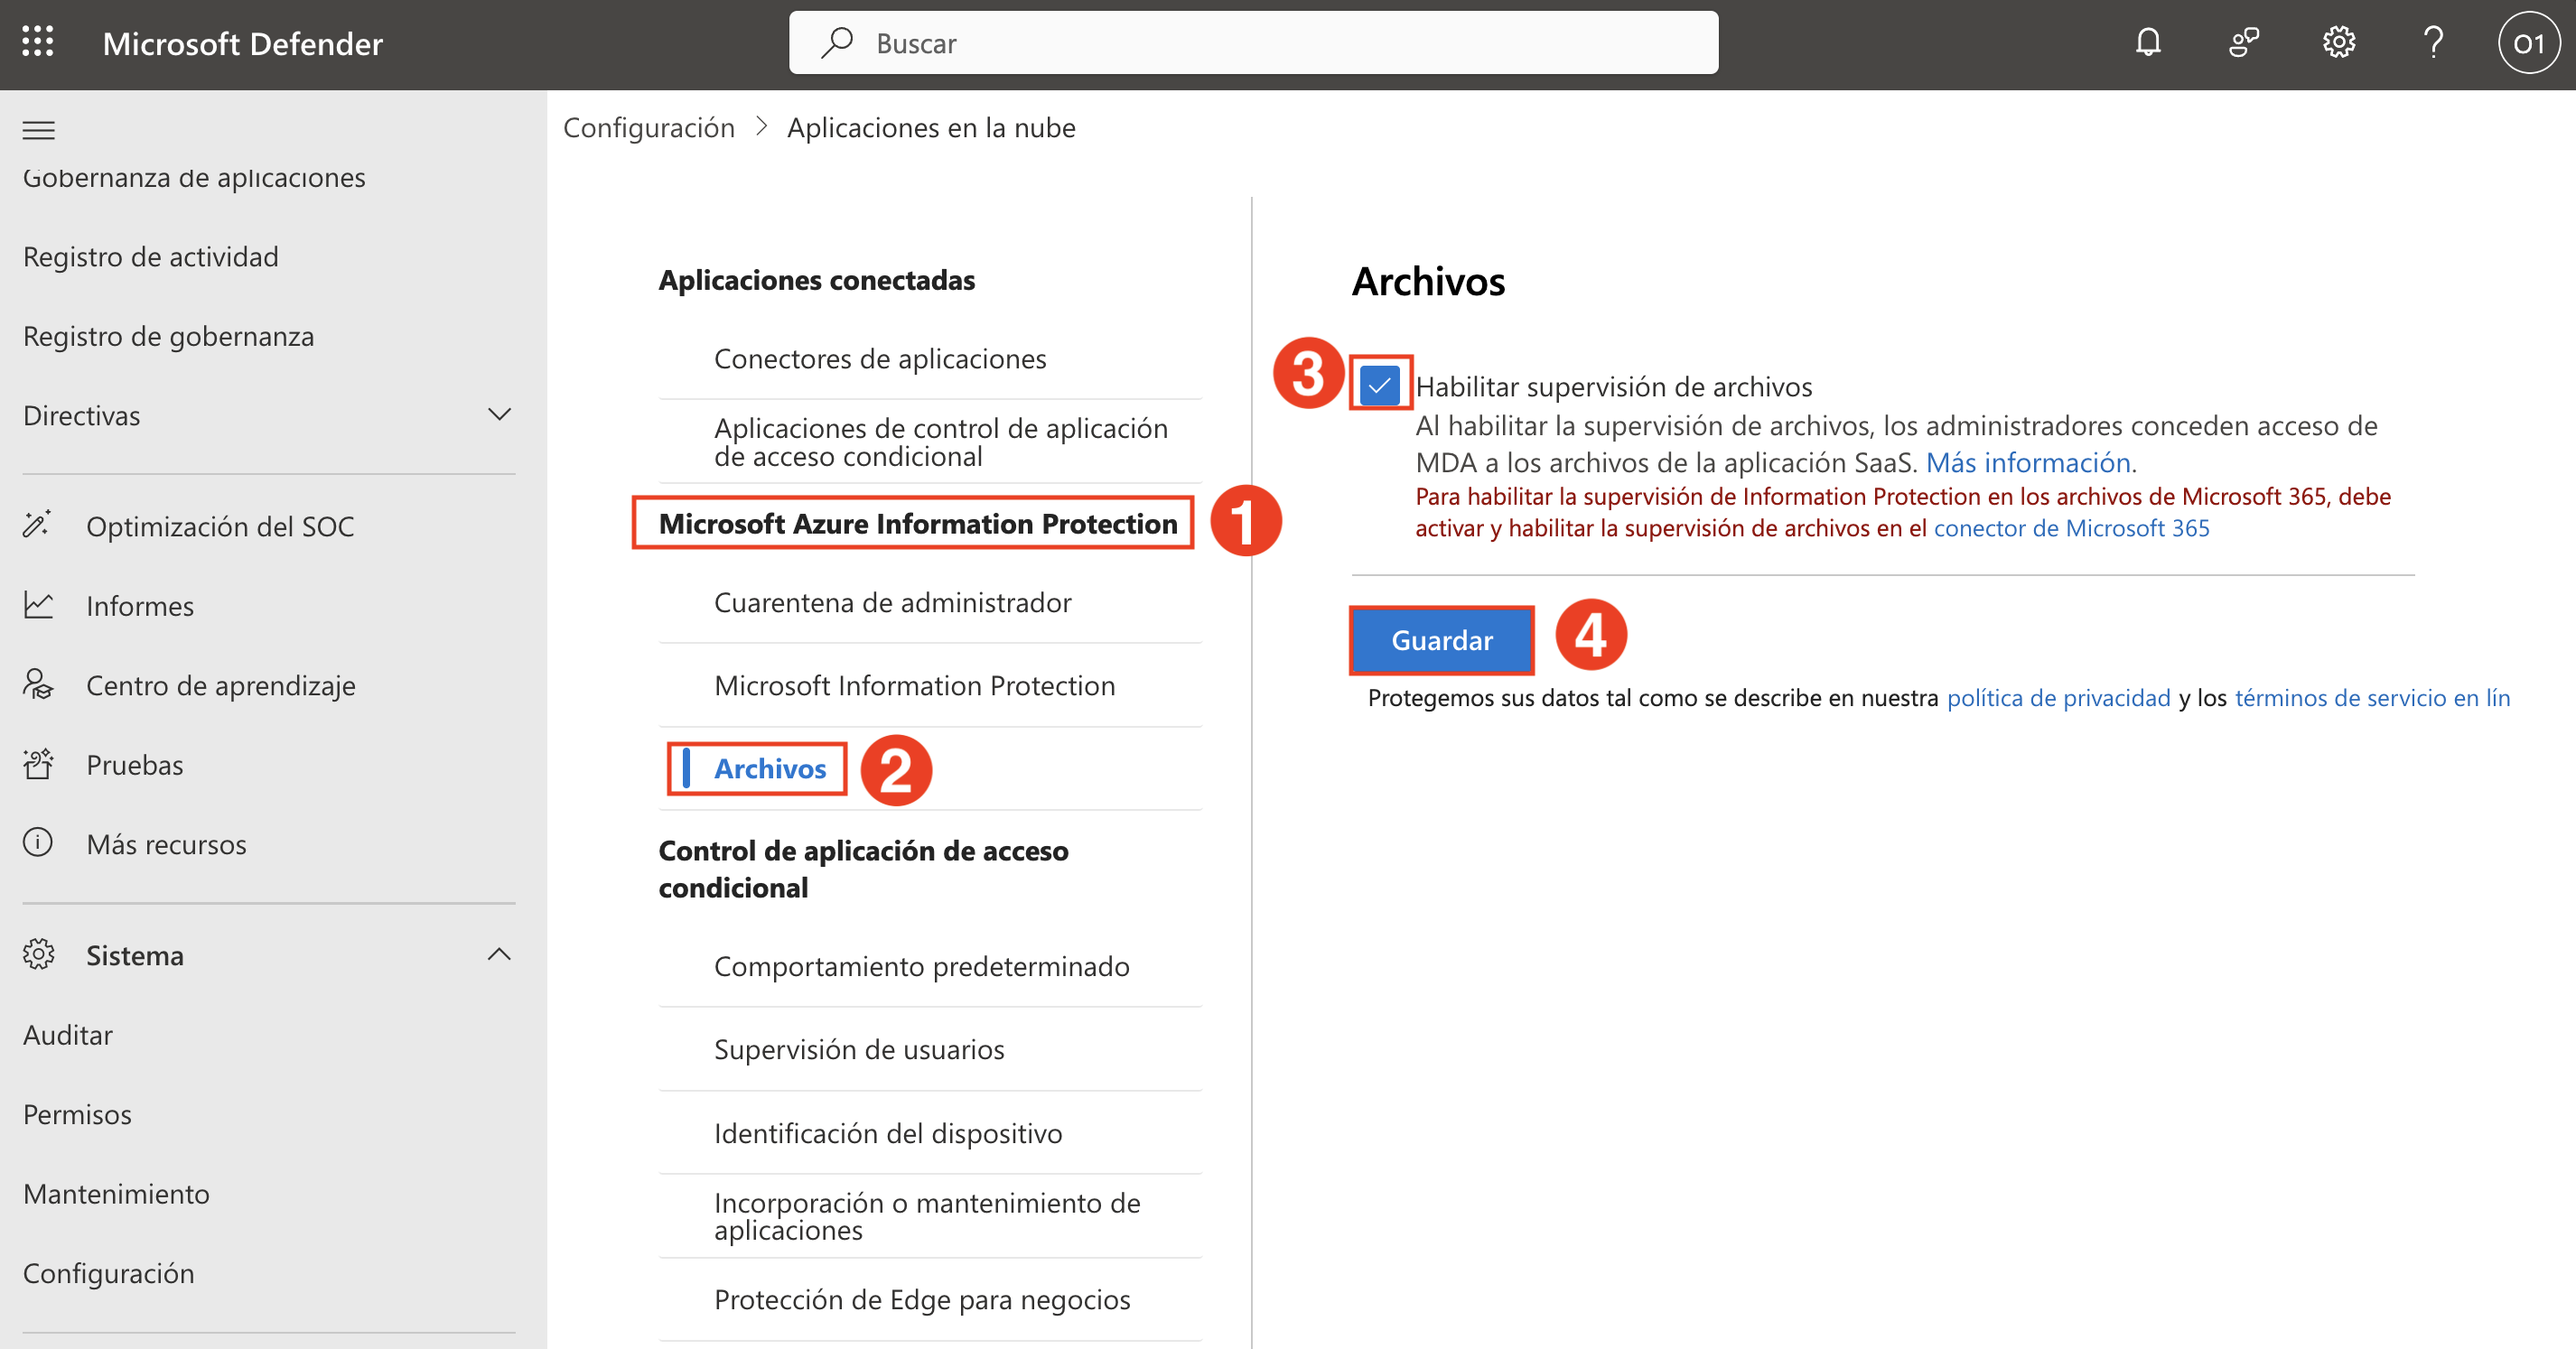 Microsoft Defender
Buscar
O1
Gobernanza de aplicaciones
Registro de actividad
Registro de gobernanza
Directivas
Optimización del SOC
Informes
Centro de aprendizaje
Pruebas
Más recursos
Sistema
Auditar
Permisos
Mantenimiento
Configuración
Configuración > Aplicaciones en la nube
Aplicaciones conectadas
Conectores de aplicaciones
Aplicaciones de control de aplicación
de acceso condicional
Microsoft Azure Information Protection
1
Cuarentena de administrador
Microsoft Information Protection
Archivos
2
Control de aplicación de acceso
condicional
Comportamiento predeterminado
Supervisión de usuarios
Identificación del dispositivo
Incorporación o mantenimiento de
aplicaciones
Protección de Edge para negocios
Archivos
3
Habilitar supervisión de archivos
Al habilitar la supervisión de archivos, los administradores conceden acceso de
MDA a los archivos de la aplicación SaaS. Más información.
Para habilitar la supervisión de Information Protection en los archivos de Microsoft 365, debe
activar y habilitar la supervisión de archivos en el conector de Microsoft 365
Guardar
4
Protegemos sus datos tal como se describe en nuestra política de privacidad y los términos de servicio en lín